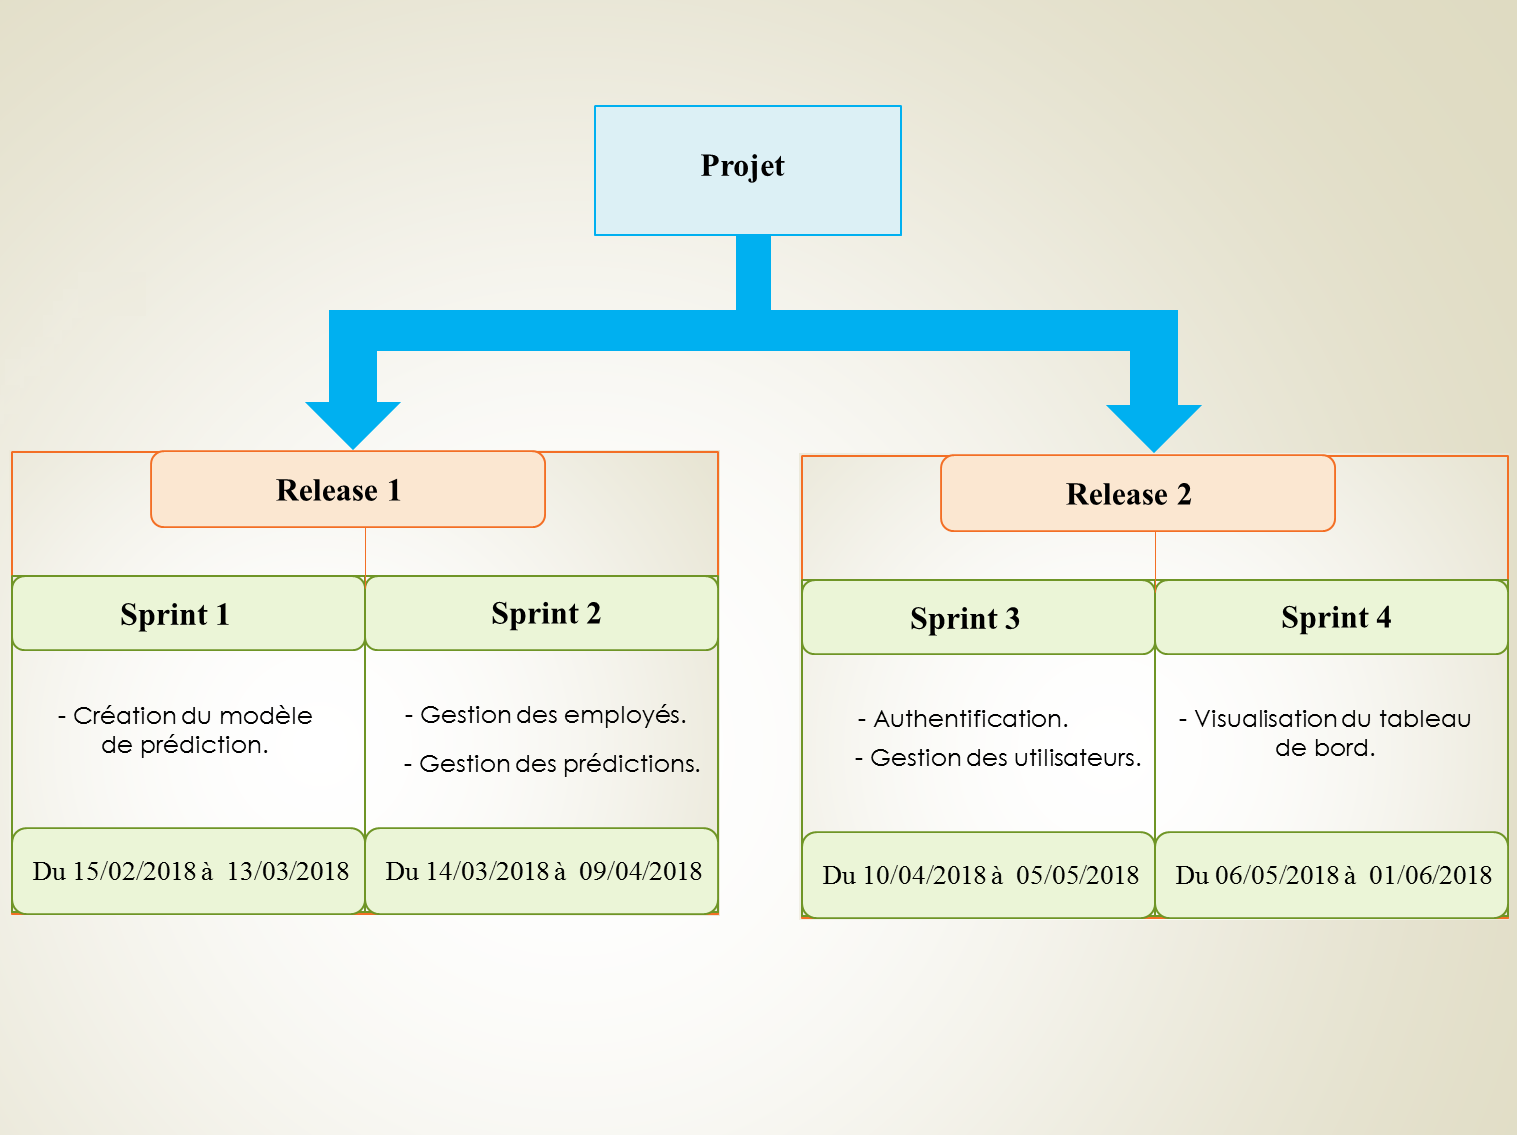 Projet
Release 1
Sprint 1
Sprint 2
- Création du modèle
de prédiction.
- Gestion des employés.
- Gestion des prédictions.
Du 15/02/2018 à 13/03/2018
Du 14/03/2018 à 09/04/2018
Release 2
Sprint 3
Sprint 4
- Authentification.
- Gestion des utilisateurs.
- Visualisation du tableau
de bord.
Du 10/04/2018 à 05/05/2018
Du 06/05/2018 à 01/06/2018